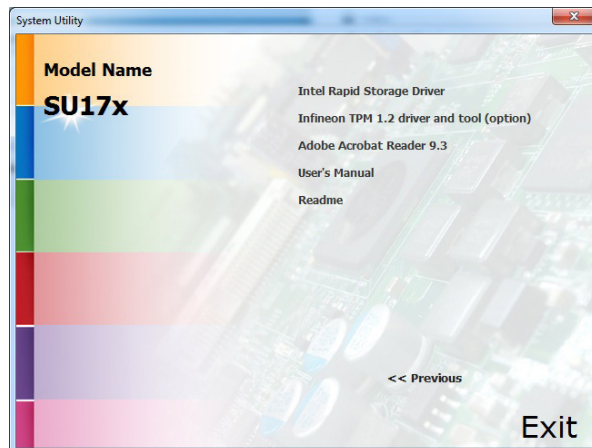 System Utility
Model Name
SU17x
Intel Rapid Storage Driver
Infineon TPM 1.2 driver and tool (option)
Adobe Acrobat Reader 9.3
User's Manual
Readme
<< Previous
Exit